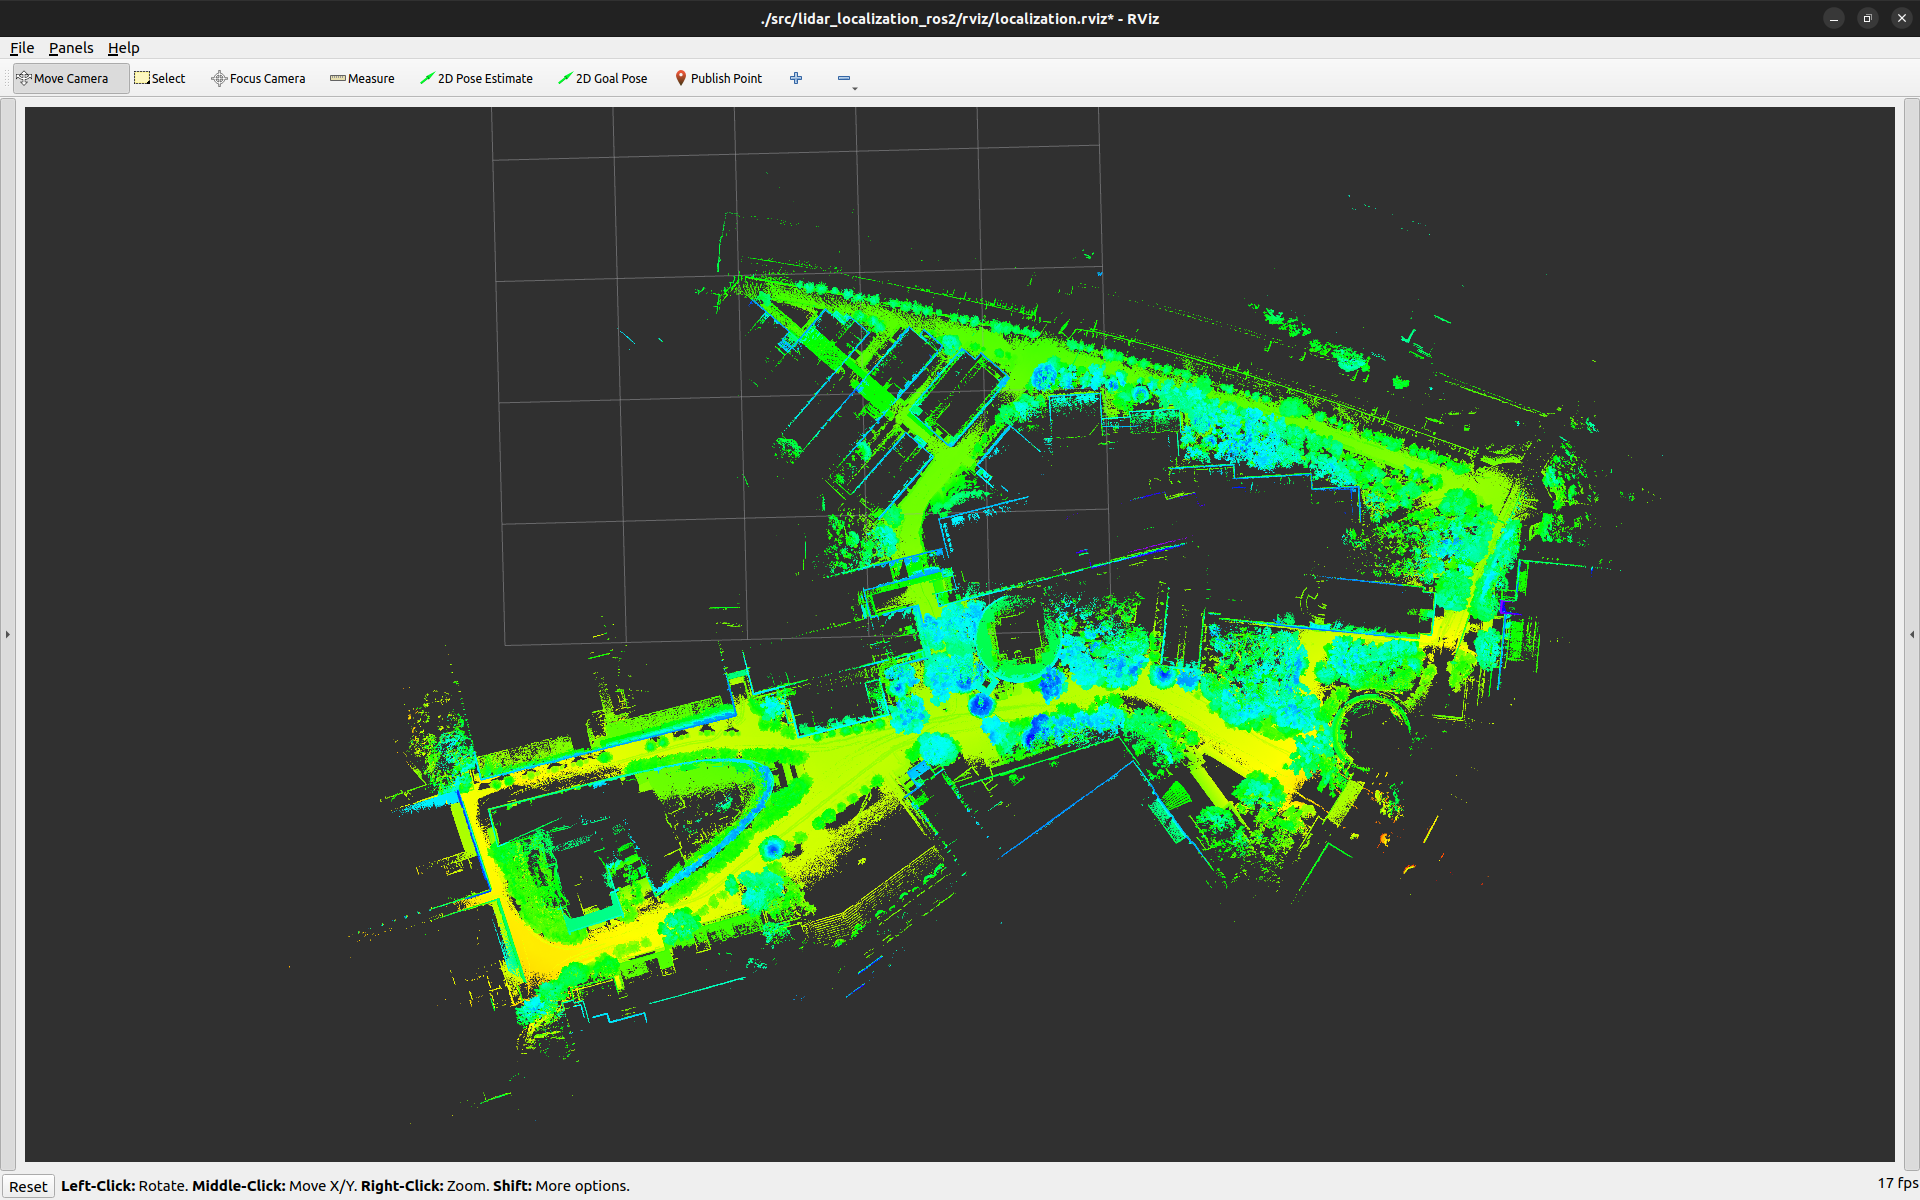 ./src/lidar_localization_ros2/rviz/localization.rviz* - RViz
File Panels Help
Move Camera Select Focus Camera Measure 2D Pose Estimate 2D Goal Pose Publish Point
Reset Left-Click: Rotate. Middle-Click: Move X/Y. Right-Click: Zoom. Shift: More options. 17 fps